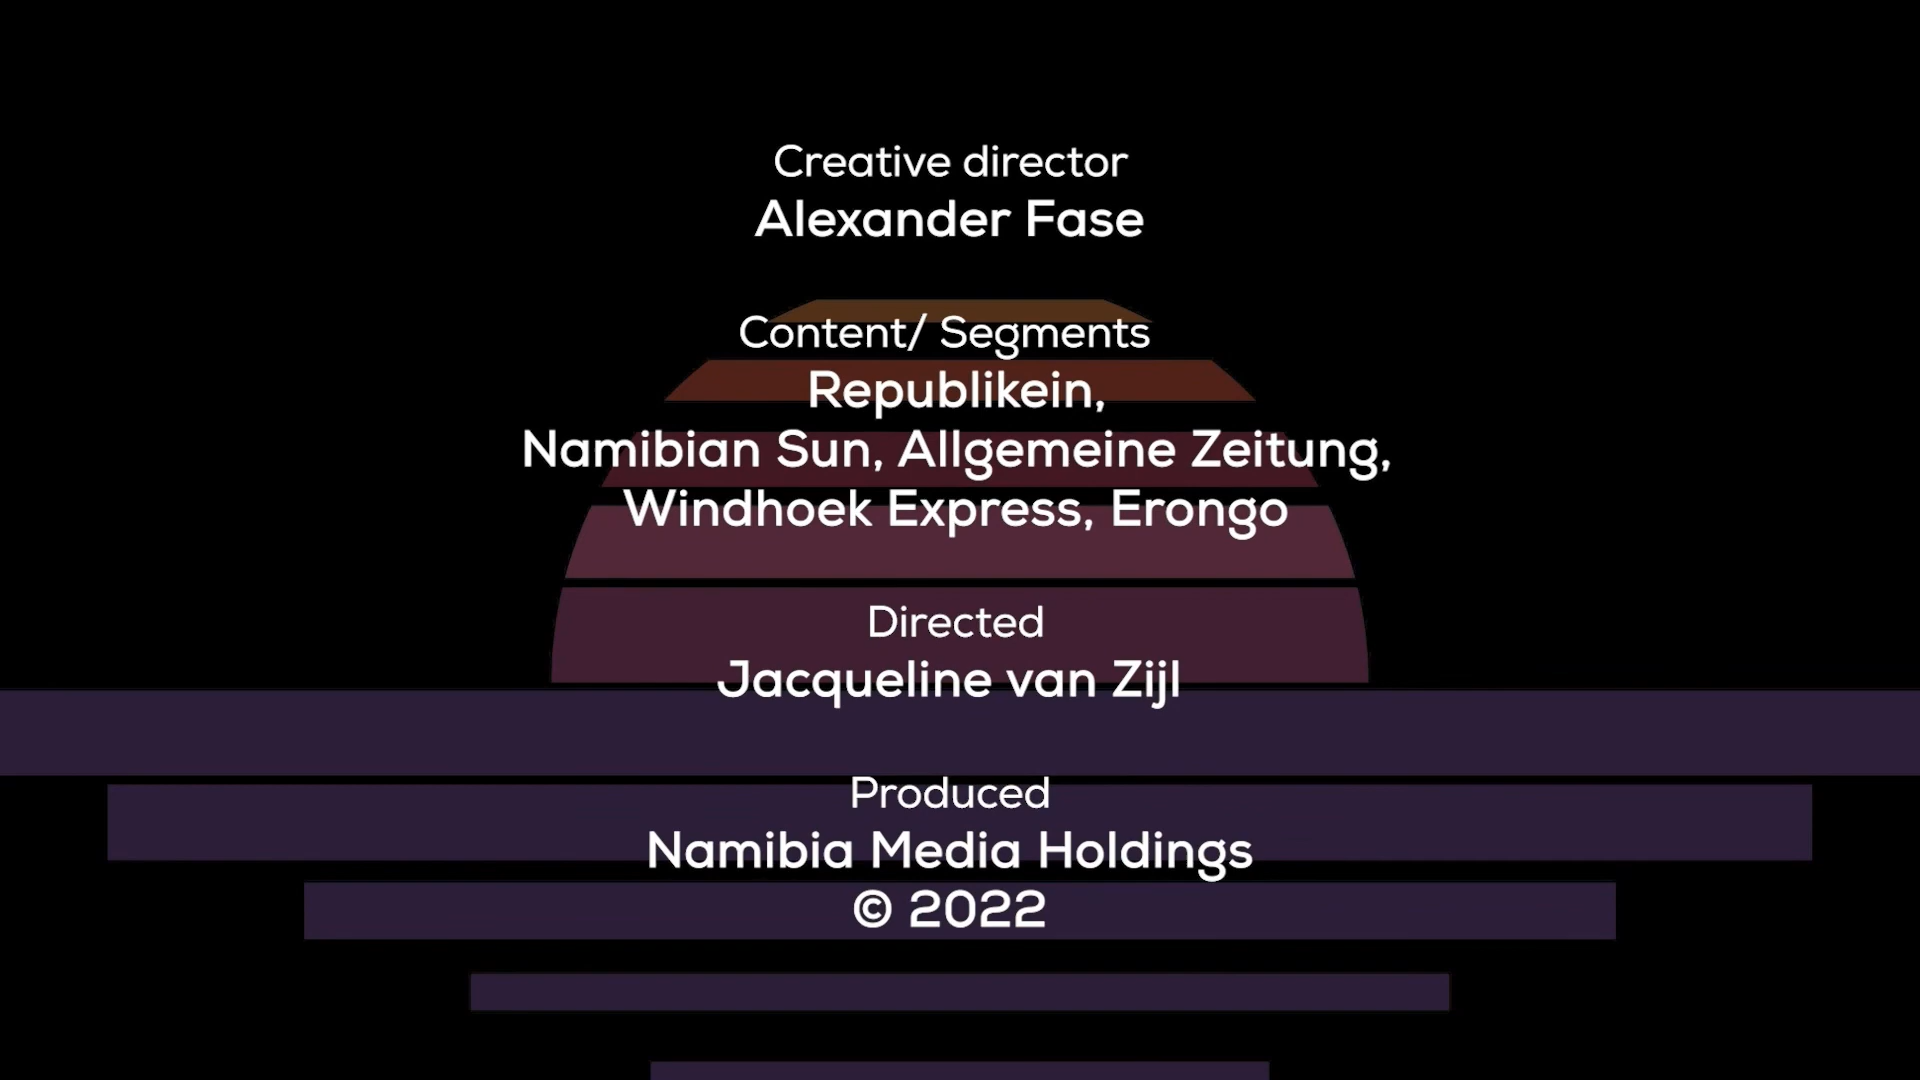 Creative director
Alexander Fase
Content/ Segments
Republikein,
Namibian Sun, Allgemeine Zeitung,
Windhoek Express, Erongo
Directed
Jacqueline van Zijl
Produced
Namibia Media Holdings
© 2022